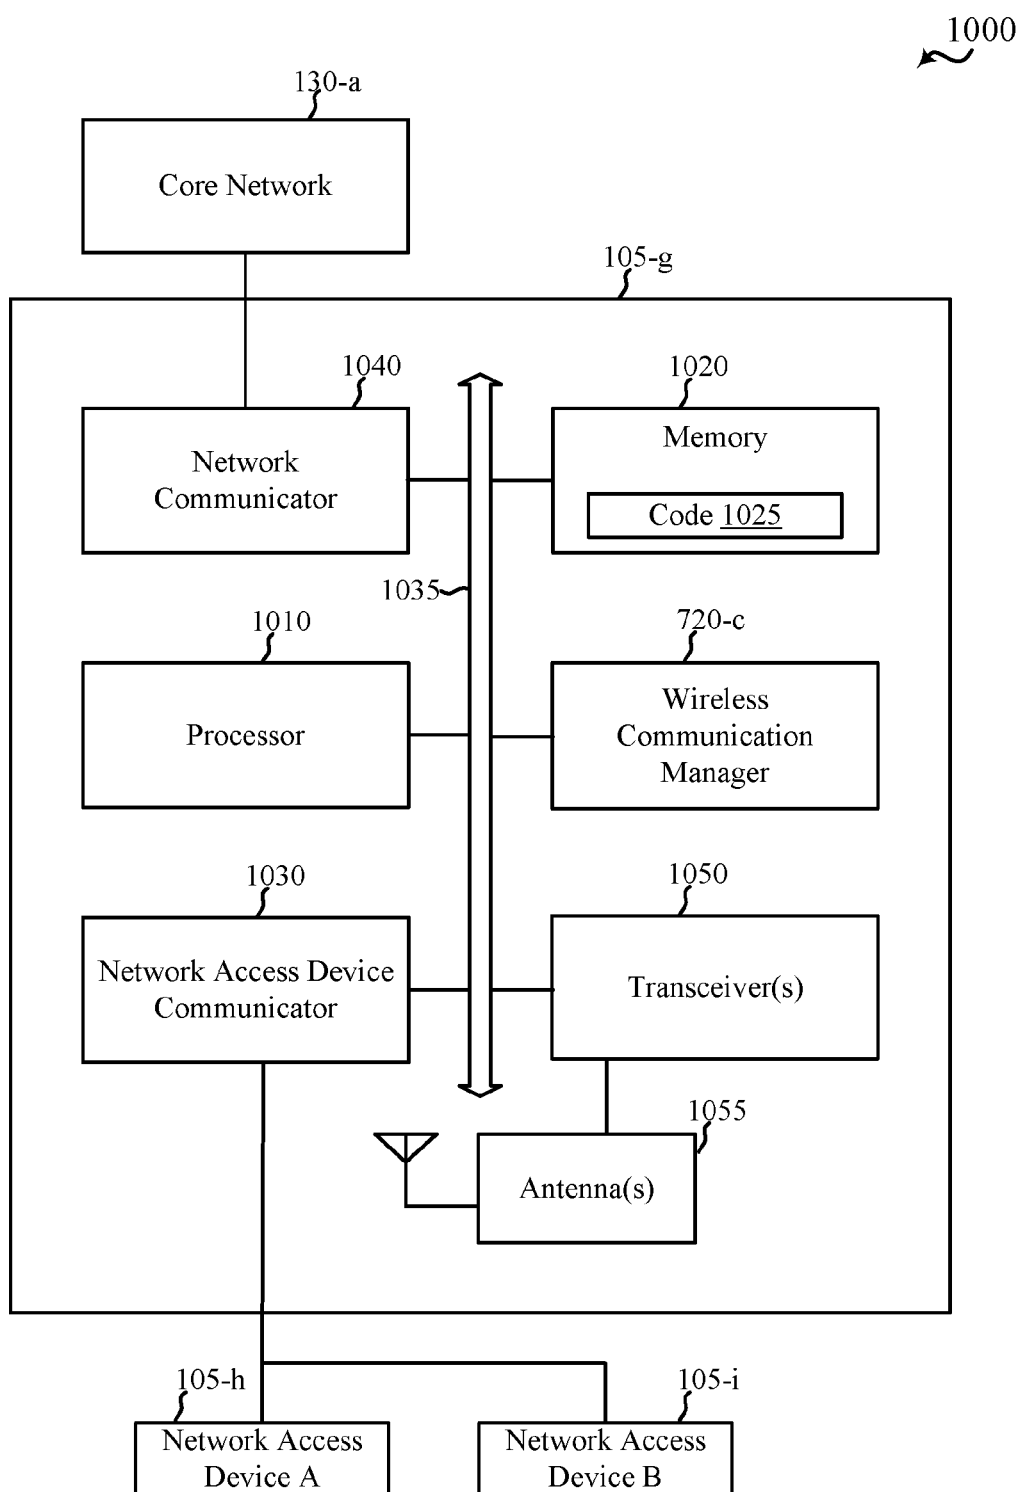 1000
130-a
Core Network
105-g
1040
Network
Communicator
1020
Memory
Code 1025
1035
1010
Processor
720-c
Wireless
Communication
Manager
1030
Network Access Device
Communicator
1050
Transceiver(s)
1055
Antenna(s)
105-h
Network Access
Device A
105-i
Network Access
Device B